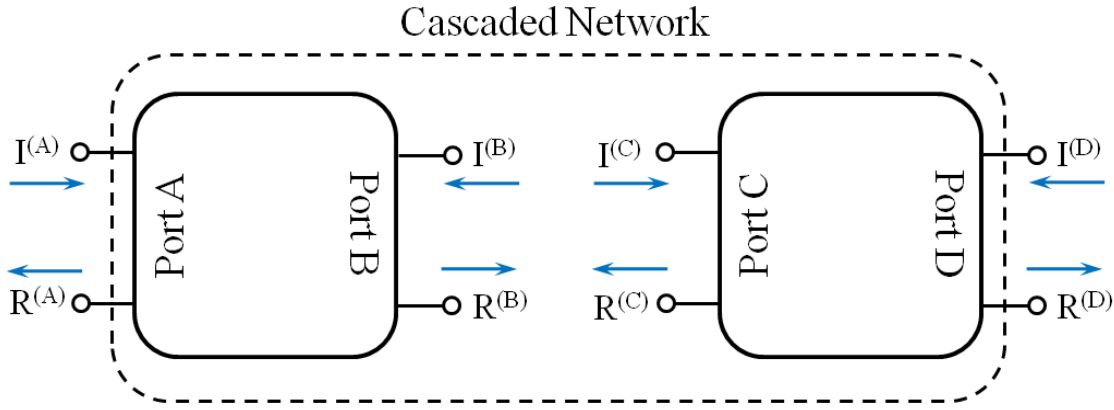 Cascaded Network
I(A)
I(B)
I(C)
I(D)
Port A
Port B
Port C
Port D
R(A)
R(B)
R(C)
R(D)